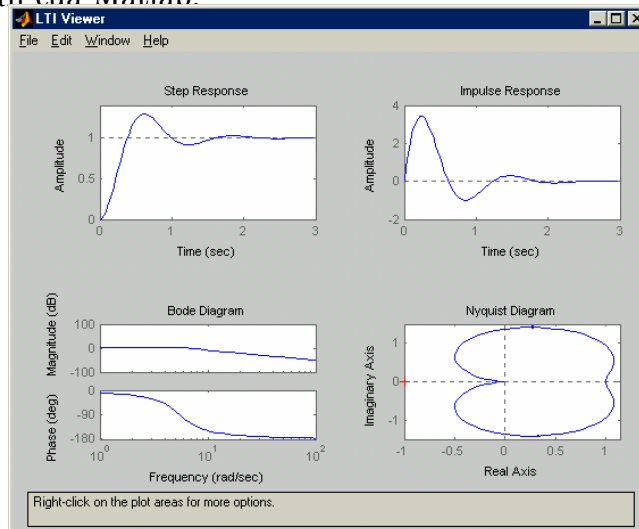 của Matlab.
LTI Viewer
File Edit Window Help
Step Response
Amplitude
1
0.5
0
0 1 2 3
Time (sec)
Impulse Response
Amplitude
4
2
0
-2
0 1 2 3
Time (sec)
Bode Diagram
Magnitude (dB)
100
0
-100
Phase (deg)
0
-90
-180
10^0 10^1 10^2
Frequency (rad/sec)
Nyquist Diagram
Imaginary Axis
1
0
-1
-1 -0.5 0 0.5 1
Real Axis
Right-click on the plot areas for more options.